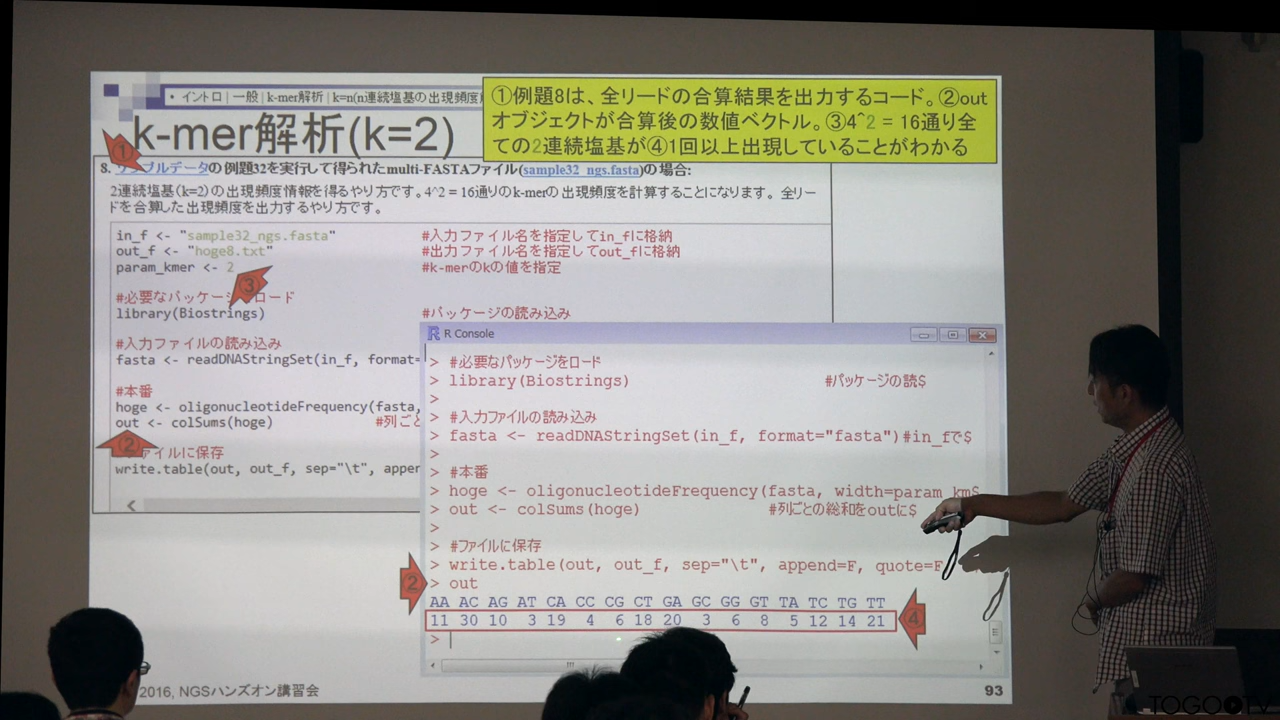 • イントロ | 一般 | k-mer解析 | k=n(n連続塩基の出現頻度
k-mer解析(k=2)
①例題8は、全リードの合算結果を出力するコード。②out
オブジェクトが合算後の数値ベクトル。③4^2 = 16通り全
ての2連続塩基が④1回以上出現していることがわかる
①
8. サンプルデータの例題32を実行して得られたmulti-FASTAファイル(sample32_ngs.fasta)の場合:
2連続塩基(k=2)の出現頻度情報を得るやり方です。4^2 = 16通りのk-merの出現頻度を計算することになります。全リー
ドを合算した出現頻度を出力するやり方です。
in_f <- "sample32_ngs.fasta" #入力ファイル名を指定してin_fに格納
out_f <- "hoge8.txt" #出力ファイル名を指定してout_fに格納
param_kmer <- 2 #k-merのkの値を指定
③
#必要なパッケージをロード
library(Biostrings) #パッケージの読み込み
#入力ファイルの読み込み
fasta <- readDNAStringSet(in_f, format=
#本番
hoge <- oligonucleotideFrequency(fasta,
out <- colSums(hoge) #列ごと
②
ファイルに保存
write.table(out, out_f, sep="\t", appen
R Console
> #必要なパッケージをロード
> library(Biostrings) #パッケージの読$
>
> #入力ファイルの読み込み
> fasta <- readDNAStringSet(in_f, format="fasta")#in_fで$
>
> #本番
> hoge <- oligonucleotideFrequency(fasta, width=param_km$
> out <- colSums(hoge) #列ごとの総和をoutに$
>
> #ファイルに保存
> write.table(out, out_f, sep="\t", append=F, quote=F
② > out
AA AC AG AT CA CC CG CT GA GC GG GT TA TC TG TT
11 30 10 3 19 4 6 18 20 3 6 8 5 12 14 21 ④
>
2016, NGSハンズオン講習会
93
TOGOTV